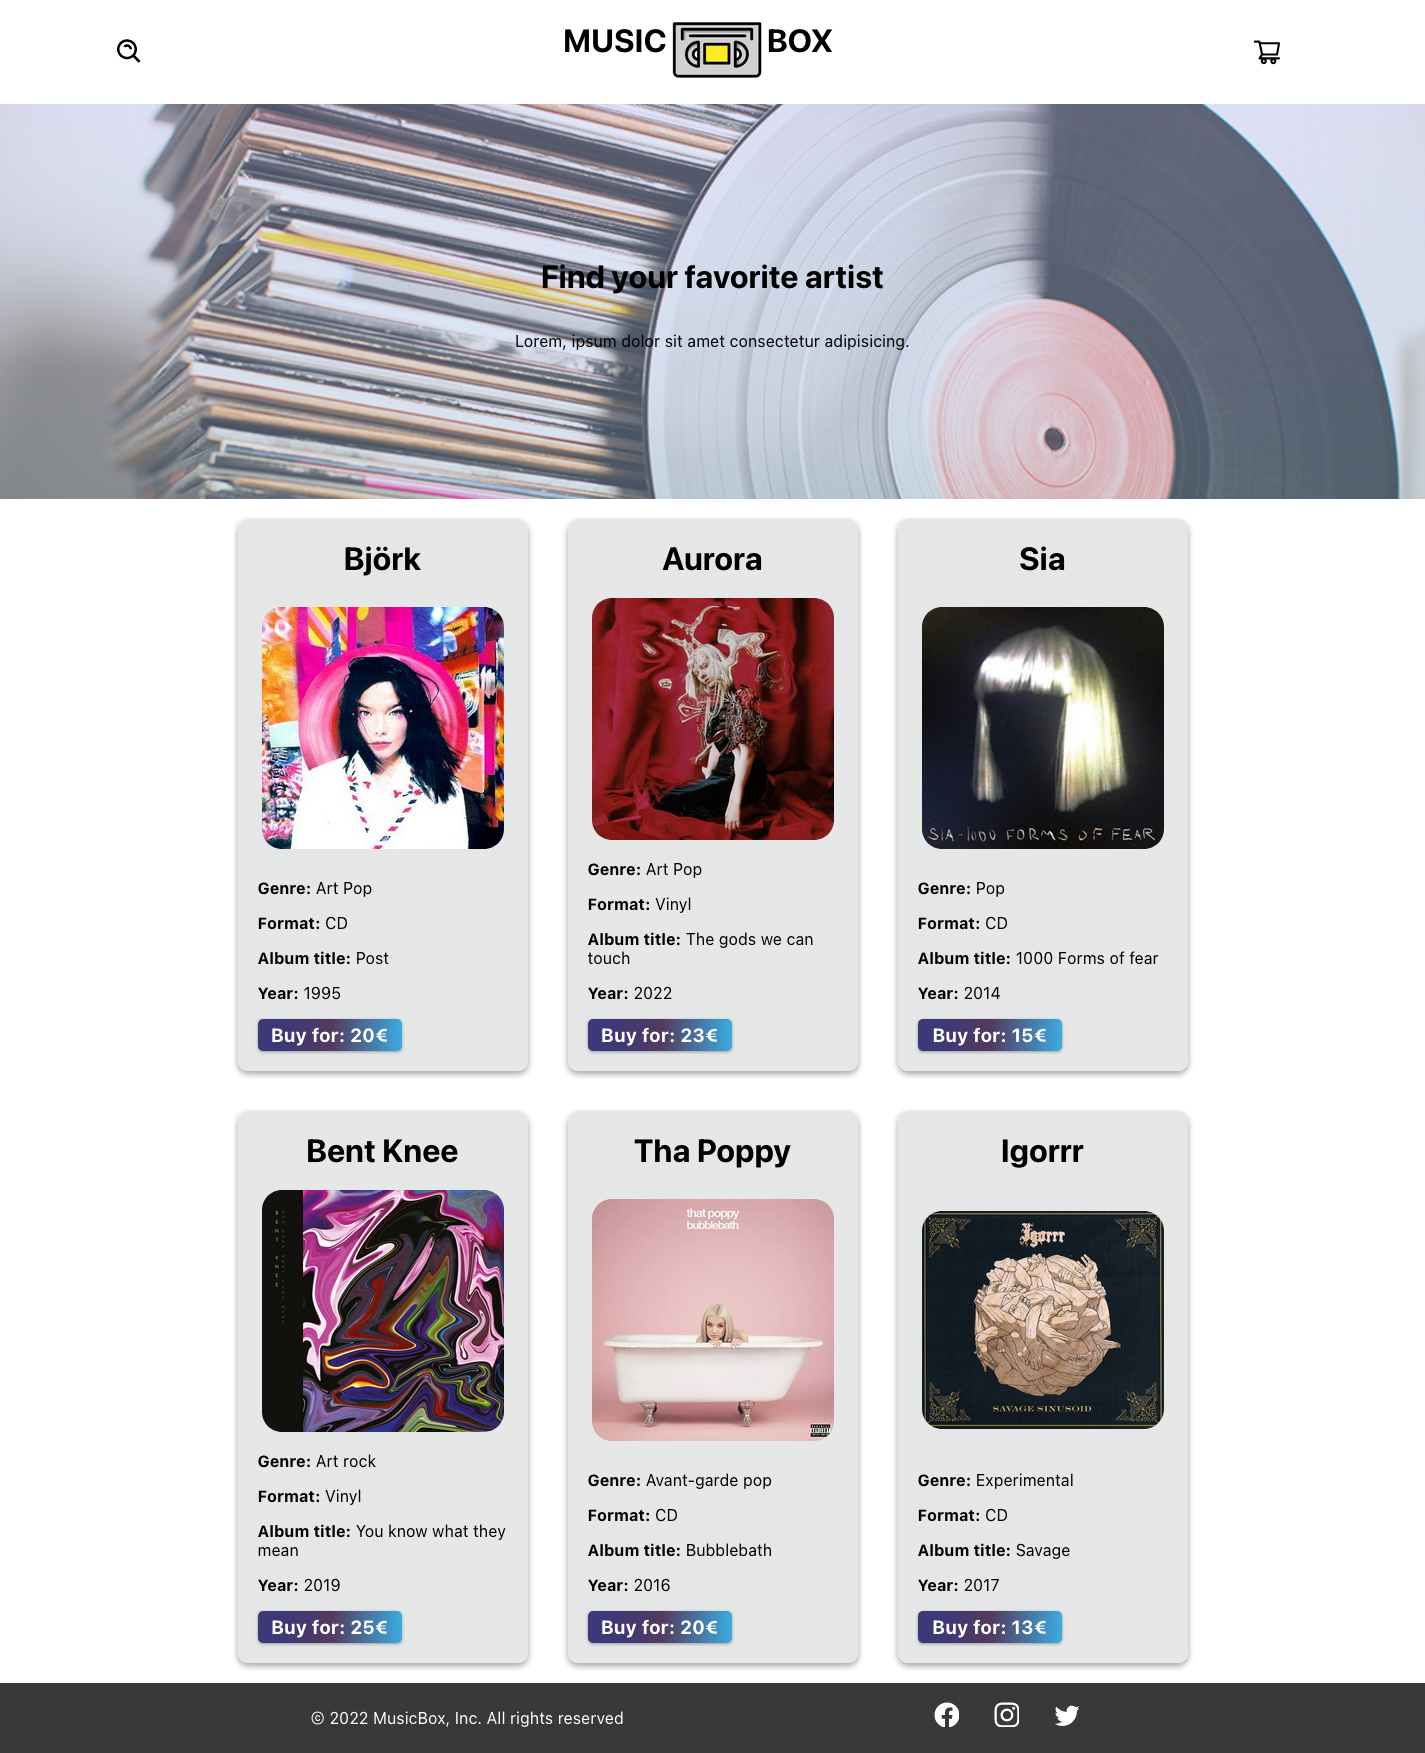 MUSIC BOX
Find your favorite artist
Lorem, ipsum dolor sit amet consectetur adipisicing.
Björk
Genre: Art Pop
Format: CD
Album title: Post
Year: 1995
Buy for: 20€
Aurora
Genre: Art Pop
Format: Vinyl
Album title: The gods we can
touch
Year: 2022
Buy for: 23€
Sia
SIA - 1000 FORMS OF FEAR
Genre: Pop
Format: CD
Album title: 1000 Forms of fear
Year: 2014
Buy for: 15€
Bent Knee
BENT KNEE
Genre: Art rock
Format: Vinyl
Album title: You know what they
mean
Year: 2019
Buy for: 25€
Tha Poppy
that poppy
bubblebath
Genre: Avant-garde pop
Format: CD
Album title: Bubblebath
Year: 2016
Buy for: 20€
Igorrr
Igorrr
SAVAGE SINUSOID
Genre: Experimental
Format: CD
Album title: Savage
Year: 2017
Buy for: 13€
© 2022 MusicBox, Inc. All rights reserved